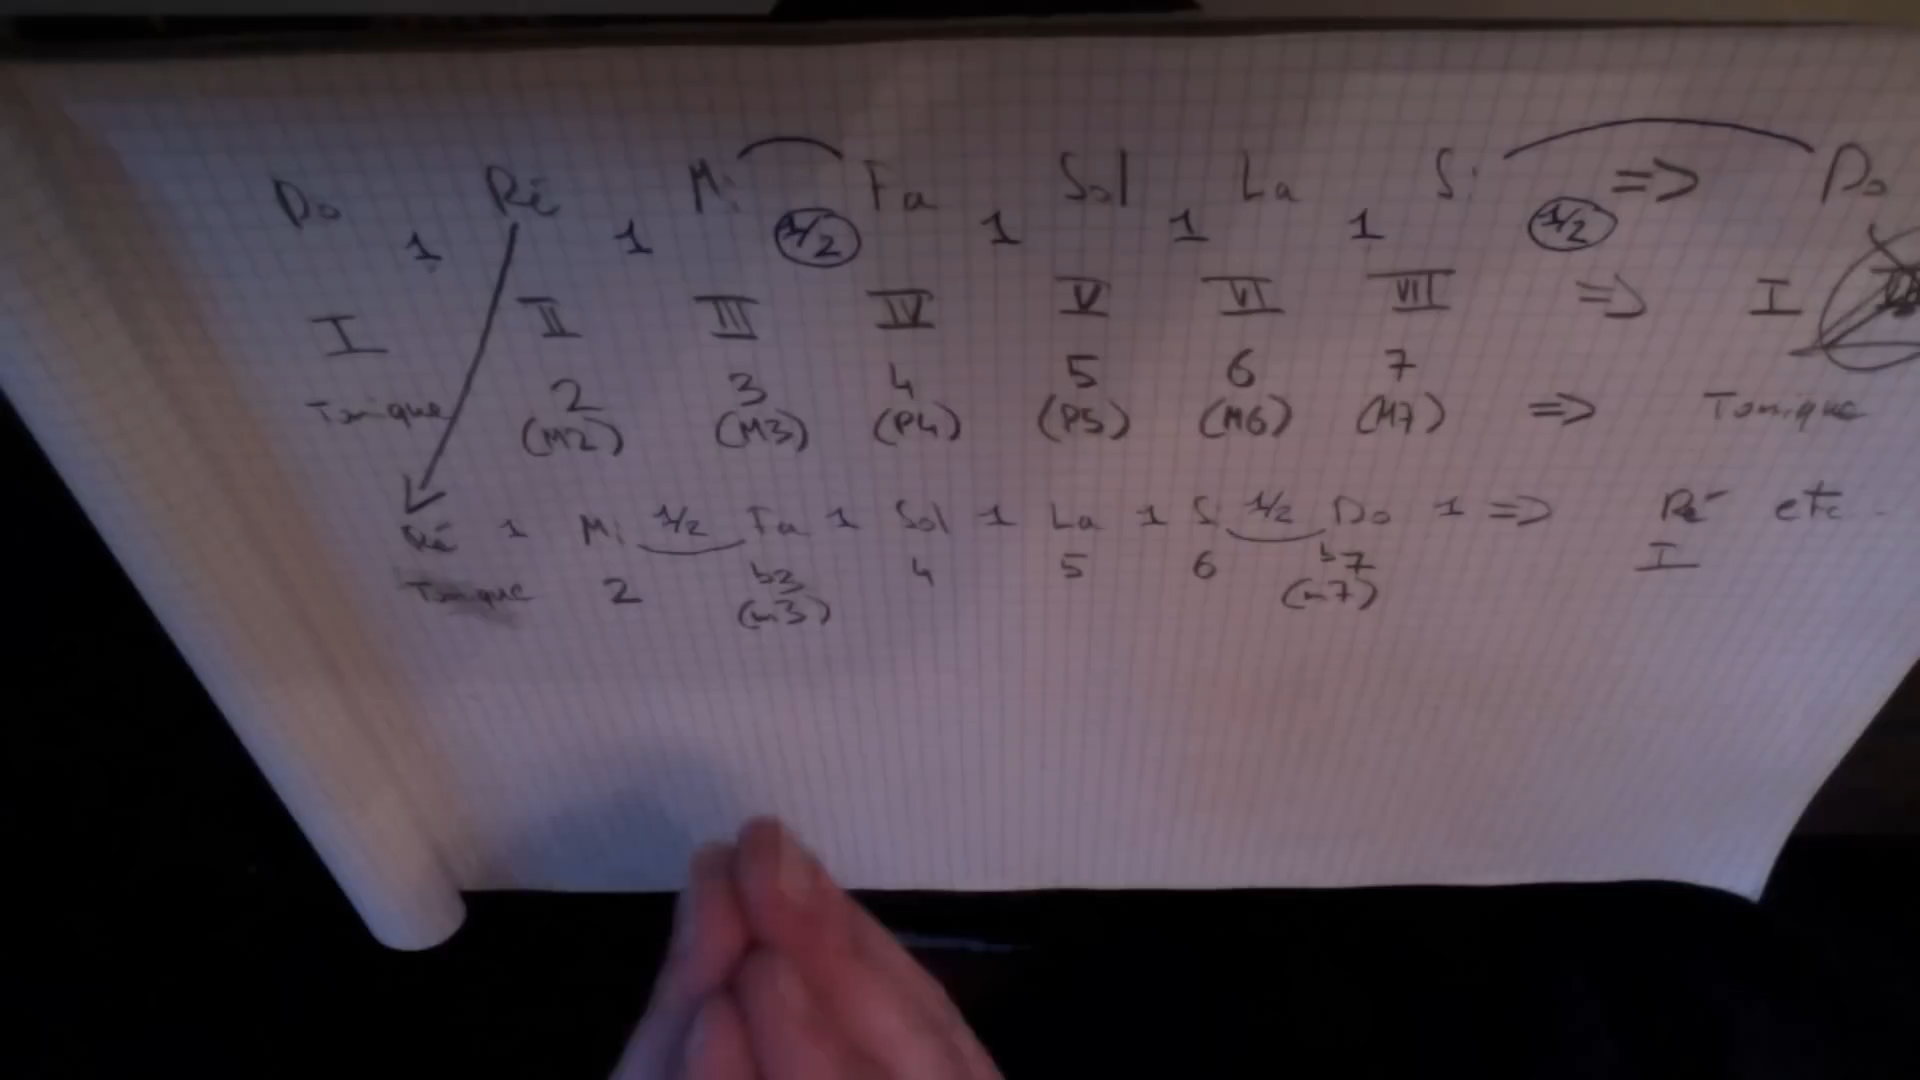 Do Ré Mi Fa Sol La Si => Do
1 1 1/2 1 1 1 1/2
I II III IV V VI VII => I
Tonique 2 3 4 5 6 7 => Tonique
(M2) (M3) (P4) (P5) (M6) (M7)
Ré 1 Mi 1/2 Fa 1 Sol 1 La 1 Si 1/2 Do 1 => Ré etc.
Tonique 2 b3 4 5 6 b7 I
(m3) (m7)